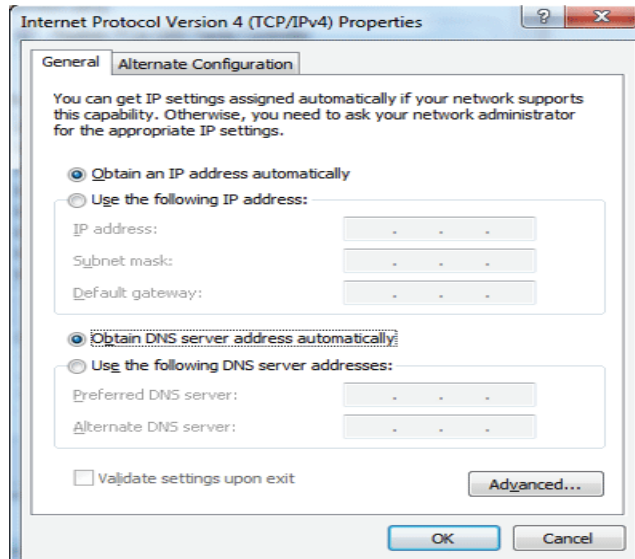 Internet Protocol Version 4 (TCP/IPv4) Properties
General
Alternate Configuration
You can get IP settings assigned automatically if your network supports
this capability. Otherwise, you need to ask your network administrator
for the appropriate IP settings.
Obtain an IP address automatically
Use the following IP address:
IP address:
Subnet mask:
Default gateway:
Obtain DNS server address automatically
Use the following DNS server addresses:
Preferred DNS server:
Alternate DNS server:
Validate settings upon exit
Advanced...
OK
Cancel